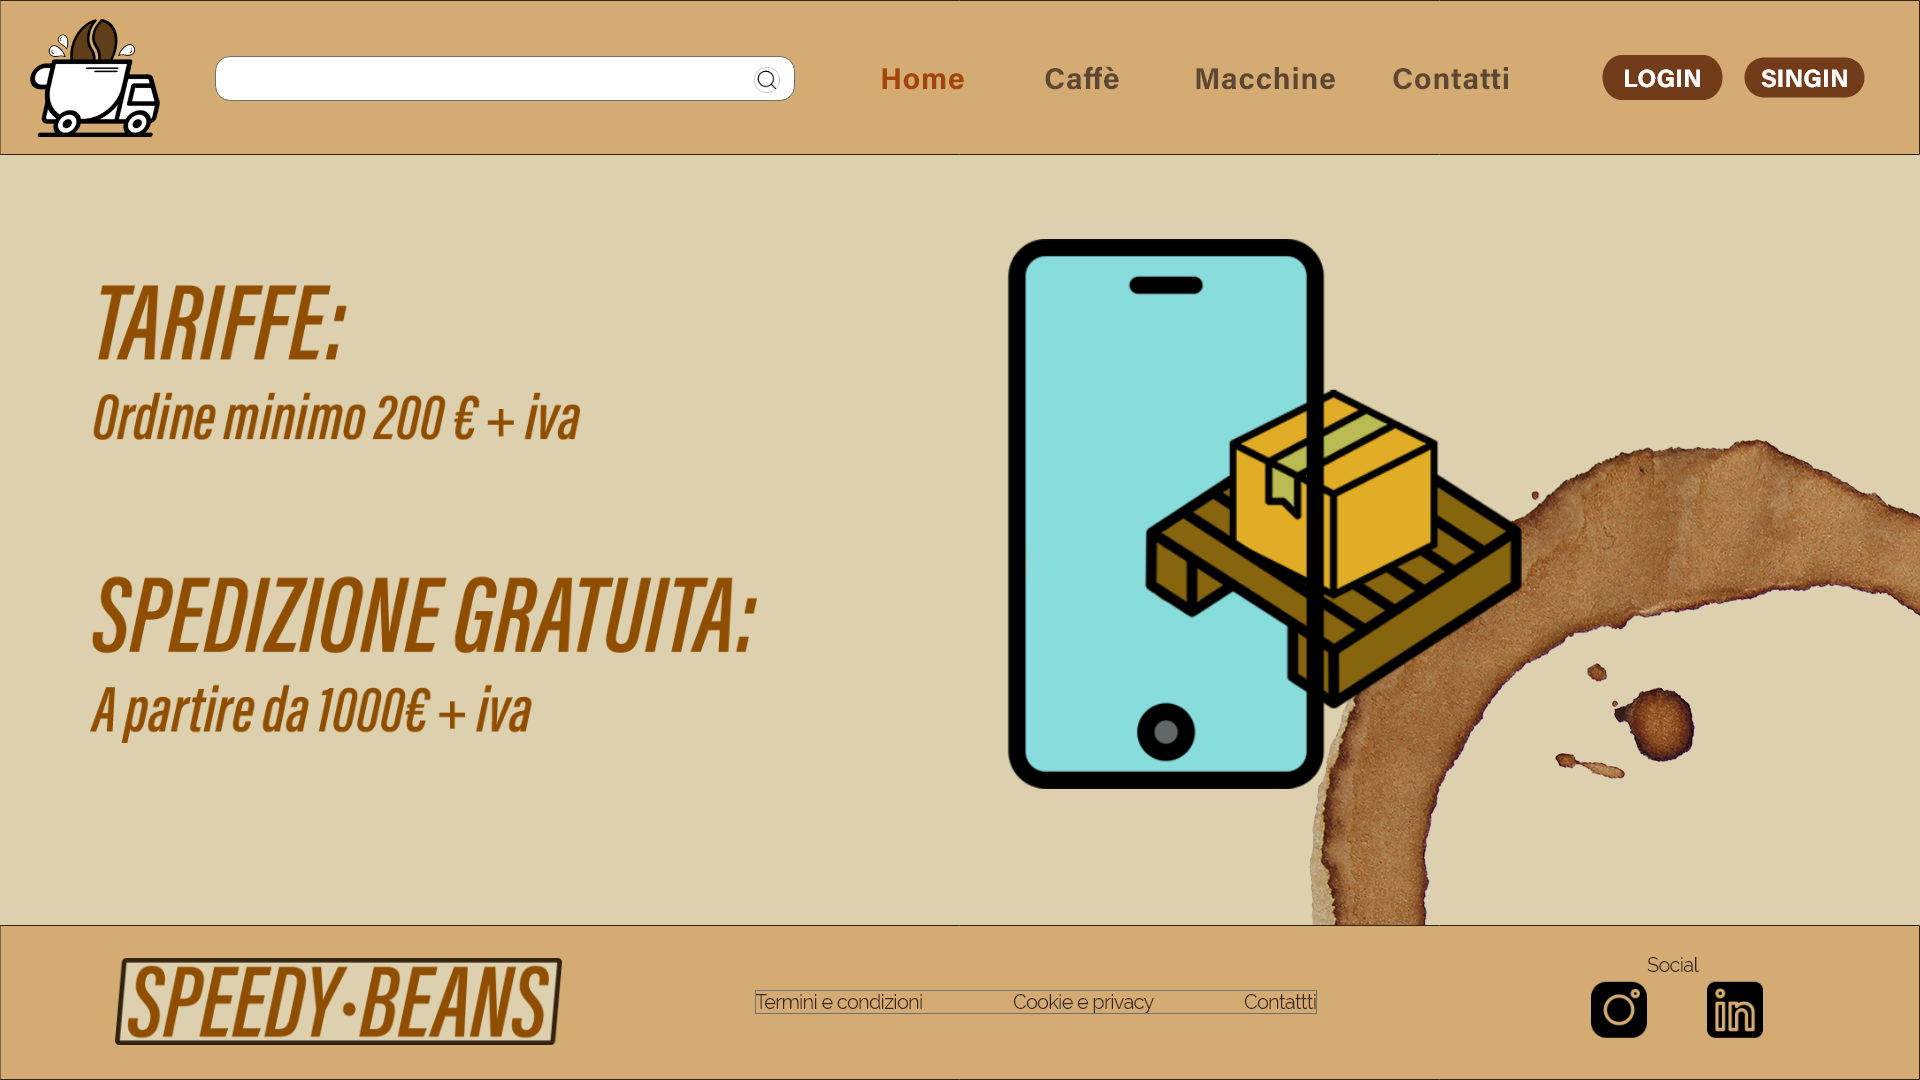 Home
Caffè
Macchine
Contatti
LOGIN
SINGIN
TARIFFE:
Ordine minimo 200 € + iva
SPEDIZIONE GRATUITA:
A partire da 1000€ + iva
SPEEDY·BEANS
Termini e condizioni
Cookie e privacy
Contattti
Social
in